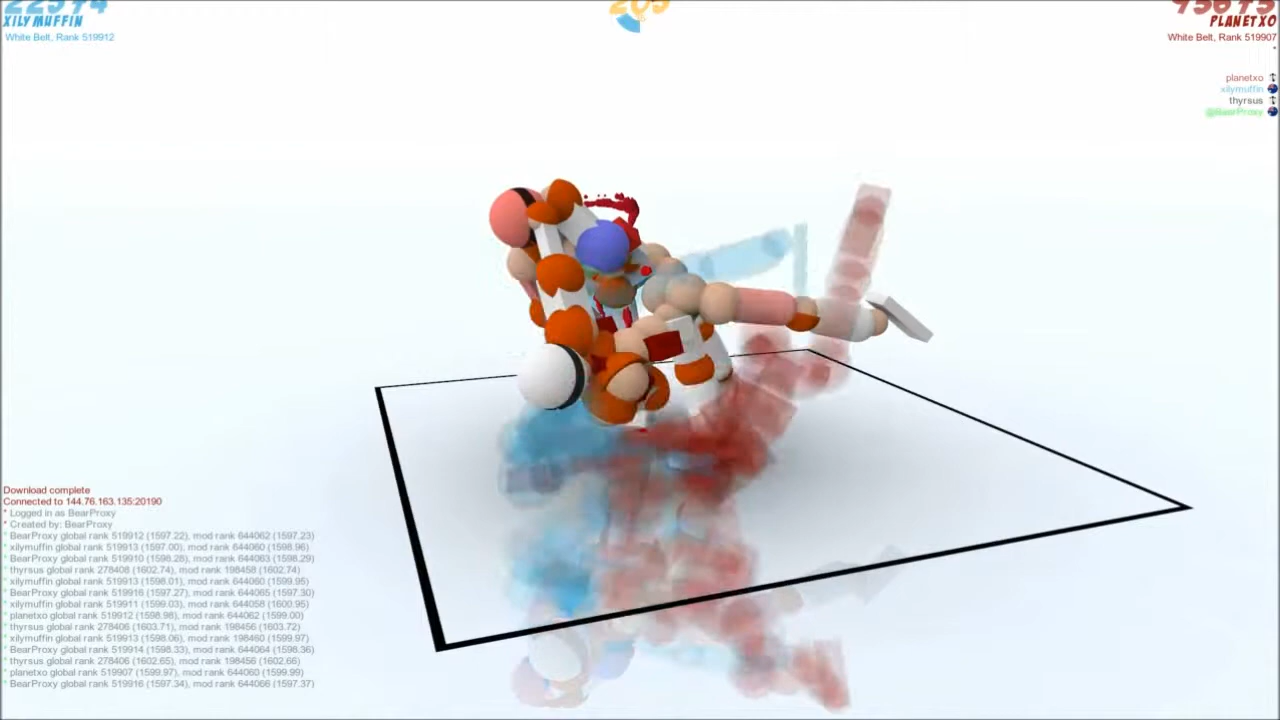 XILYMUFFIN
White Belt, Rank 519912
205
PLANETXO
White Belt, Rank 519907
planetxo
xilymuffin
thyrsus
@BearProxy
Download complete
Connected to 144.76.163.135:20190
* Logged in as BearProxy
* Created by: BearProxy
* BearProxy global rank 519912 (1597.22), mod rank 644062 (1597.23)
* xilymuffin global rank 519913 (1597.00), mod rank 644060 (1598.96)
* BearProxy global rank 519910 (1598.28), mod rank 644063 (1598.29)
* thyrsus global rank 278408 (1602.74), mod rank 198458 (1602.74)
* xilymuffin global rank 519913 (1598.01), mod rank 644060 (1599.95)
* BearProxy global rank 519916 (1597.27), mod rank 644065 (1597.30)
* xilymuffin global rank 519911 (1599.03), mod rank 644058 (1600.95)
* planetxo global rank 519912 (1598.98), mod rank 644062 (1599.00)
* thyrsus global rank 278406 (1603.71), mod rank 198456 (1603.72)
* xilymuffin global rank 519913 (1598.06), mod rank 198460 (1599.97)
* BearProxy global rank 519914 (1598.33), mod rank 644064 (1598.36)
* thyrsus global rank 278406 (1602.65), mod rank 198456 (1602.66)
* planetxo global rank 519907 (1599.97), mod rank 644060 (1599.99)
* BearProxy global rank 519916 (1597.34), mod rank 644066 (1597.37)